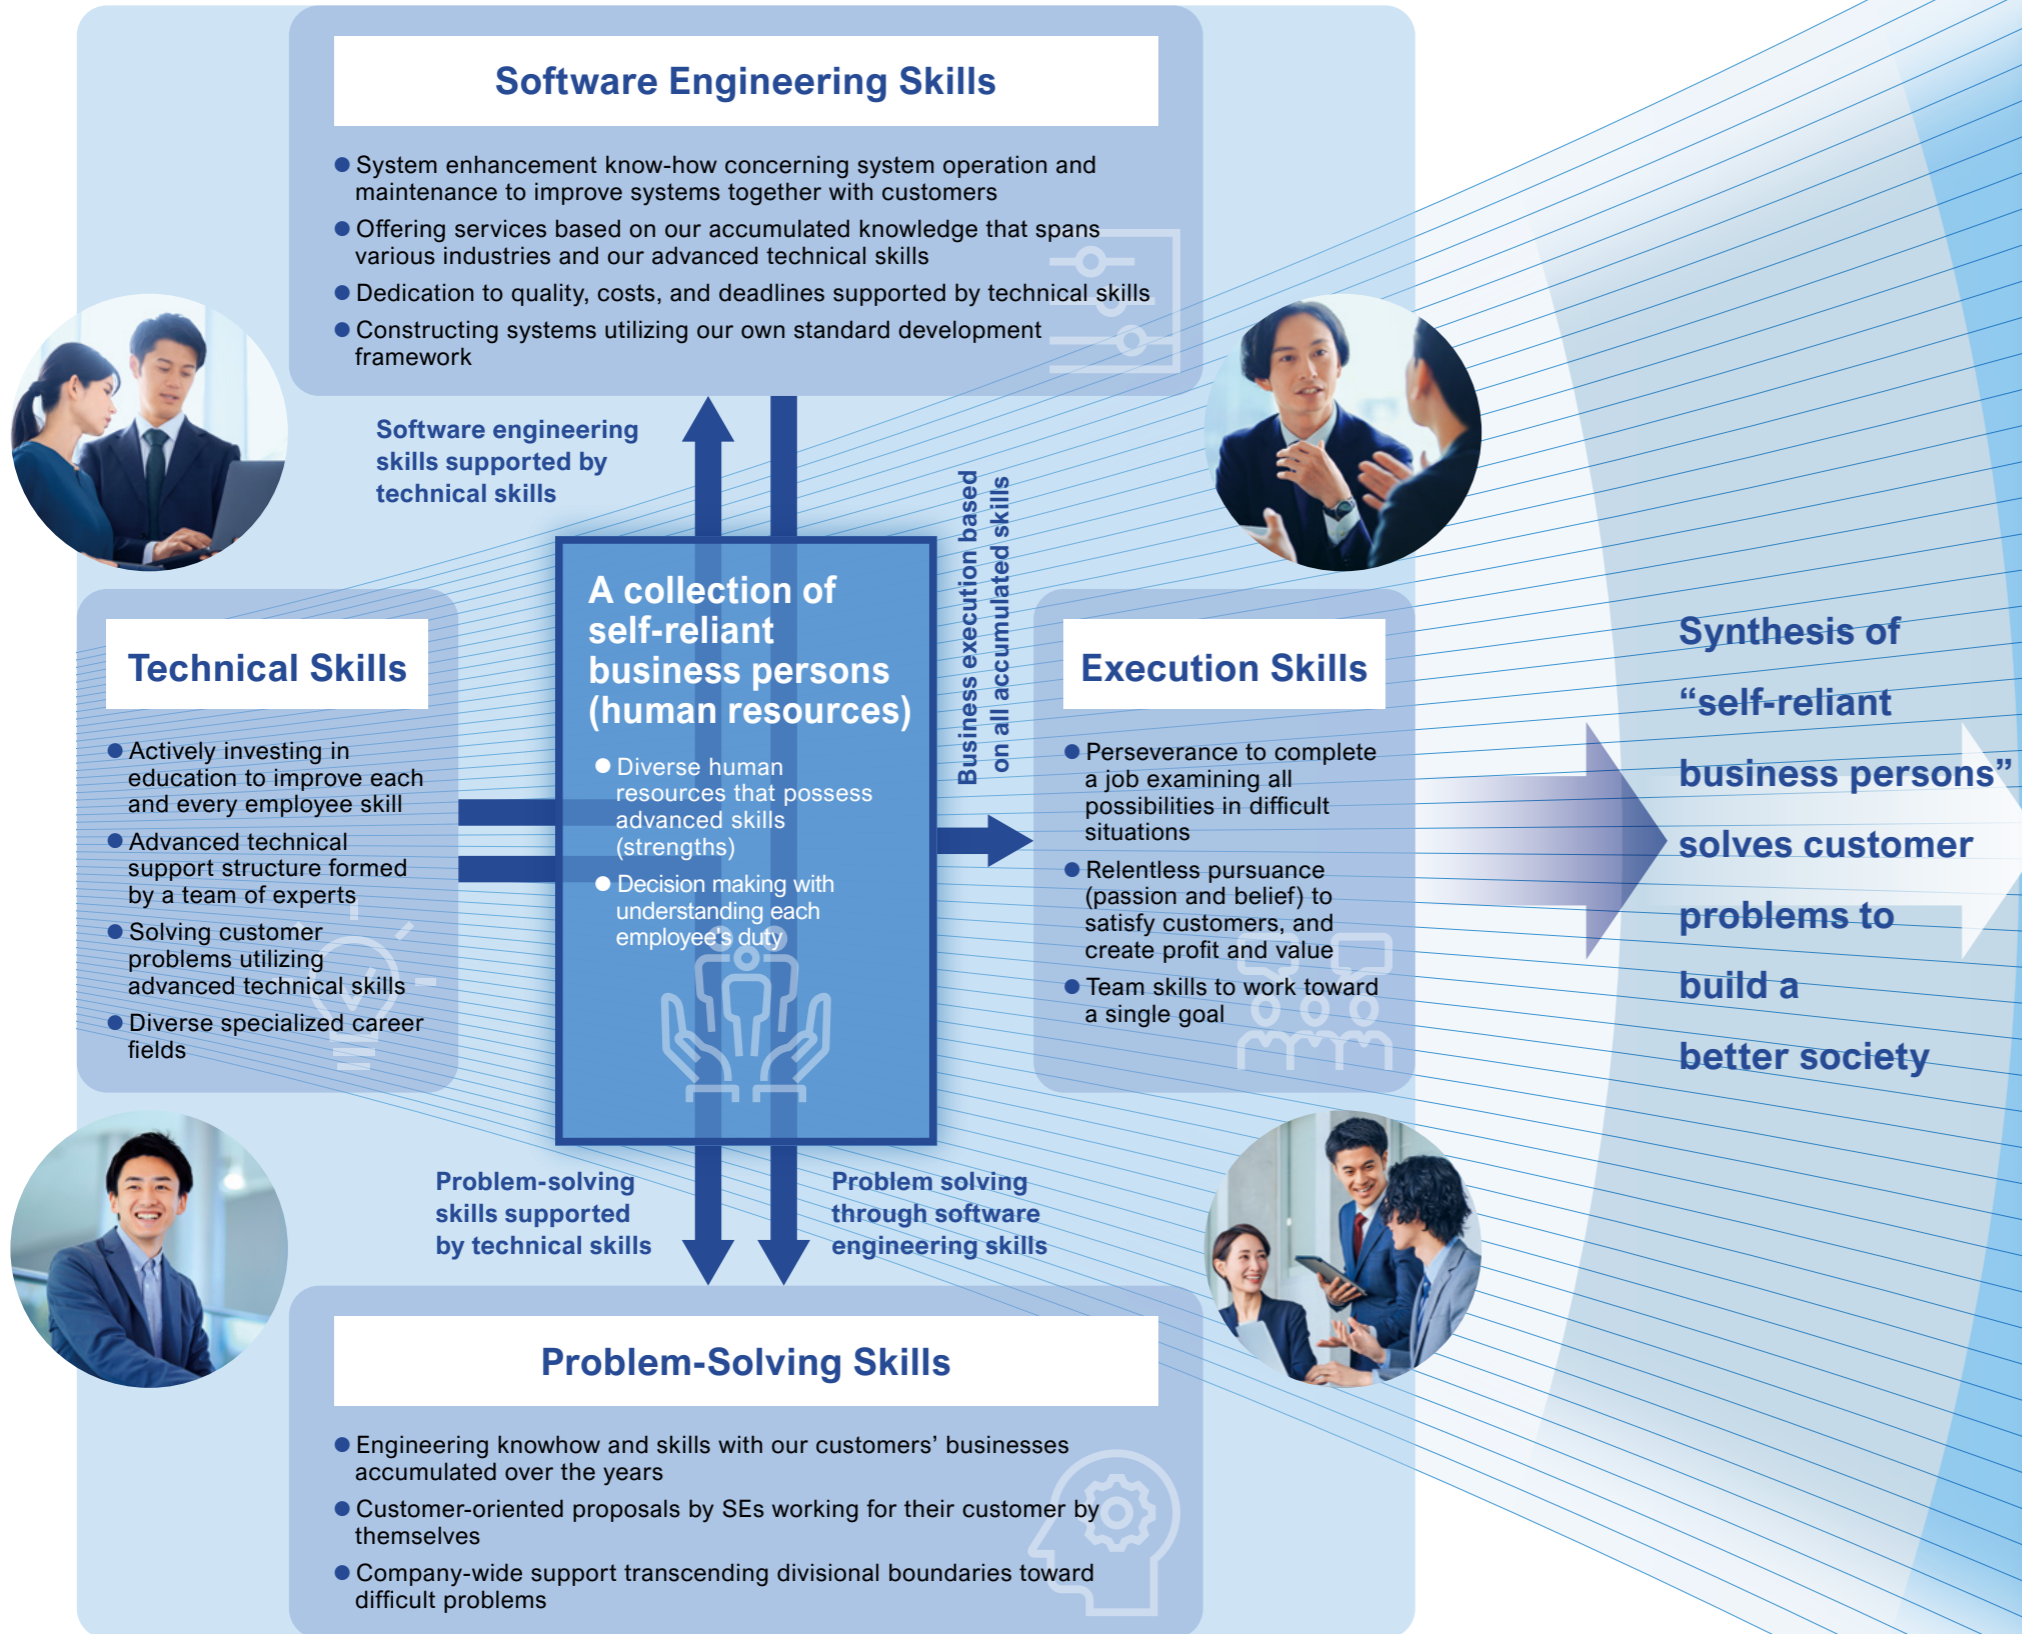 Software Engineering Skills
● System enhancement know-how concerning system operation and
maintenance to improve systems together with customers
● Offering services based on our accumulated knowledge that spans
various industries and our advanced technical skills
● Dedication to quality, costs, and deadlines supported by technical skills
● Constructing systems utilizing our own standard development
framework
Software engineering
skills supported by
technical skills
Business execution based
on all accumulated skills
Technical Skills
● Actively investing in
education to improve each
and every employee skill
● Advanced technical
support structure formed
by a team of experts
● Solving customer
problems utilizing
advanced technical skills
● Diverse specialized career
fields
A collection of
self-reliant
business persons
(human resources)
● Diverse human
resources that possess
advanced skills
(strengths)
● Decision making with
understanding each
employee's duty
Execution Skills
● Perseverance to complete
a job examining all
possibilities in difficult
situations
● Relentless pursuance
(passion and belief) to
satisfy customers, and
create profit and value
● Team skills to work toward
a single goal
Synthesis of
“self-reliant
business persons”
solves customer
problems to
build a
better society
Problem-solving
skills supported
by technical skills
Problem solving
through software
engineering skills
Problem-Solving Skills
● Engineering knowhow and skills with our customers’ businesses
accumulated over the years
● Customer-oriented proposals by SEs working for their customer by
themselves
● Company-wide support transcending divisional boundaries toward
difficult problems